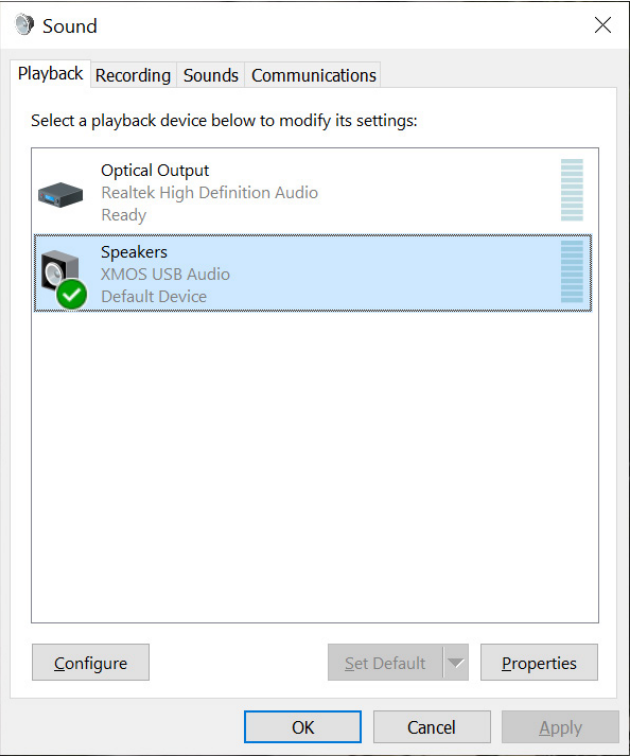 Sound
Playback Recording Sounds Communications
Select a playback device below to modify its settings:
Optical Output
Realtek High Definition Audio
Ready
Speakers
XMOS USB Audio
Default Device
Configure Set Default Properties
OK Cancel Apply